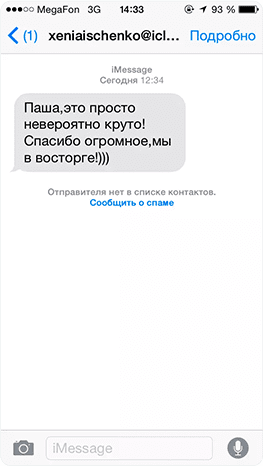 MegaFon 3G 14:33 93 %
(1) xeniaischenko@icl... Подробно
iMessage
Сегодня 12:34
Паша,это просто
невероятно круто!
Спасибо огромное,мы
в восторге!)))
Отправителя нет в списке контактов.
Сообщить о спаме
iMessage